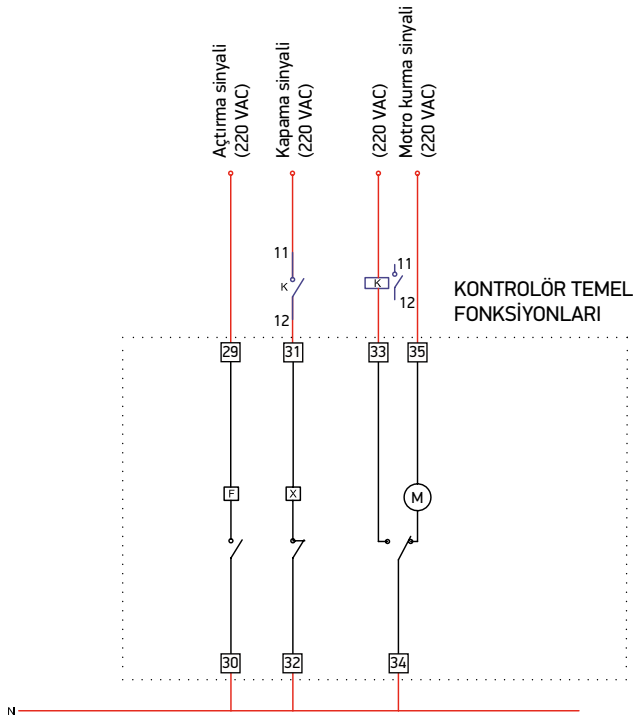 Açtırma sinyali
(220 VAC)
Kapama sinyali
(220 VAC)
(220 VAC)
Motro kurma sinyali
(220 VAC)
11
K
12
K
11
12
KONTROLÖR TEMEL
FONKSİYONLARI
29
31
33
35
F
X
M
30
32
34
N